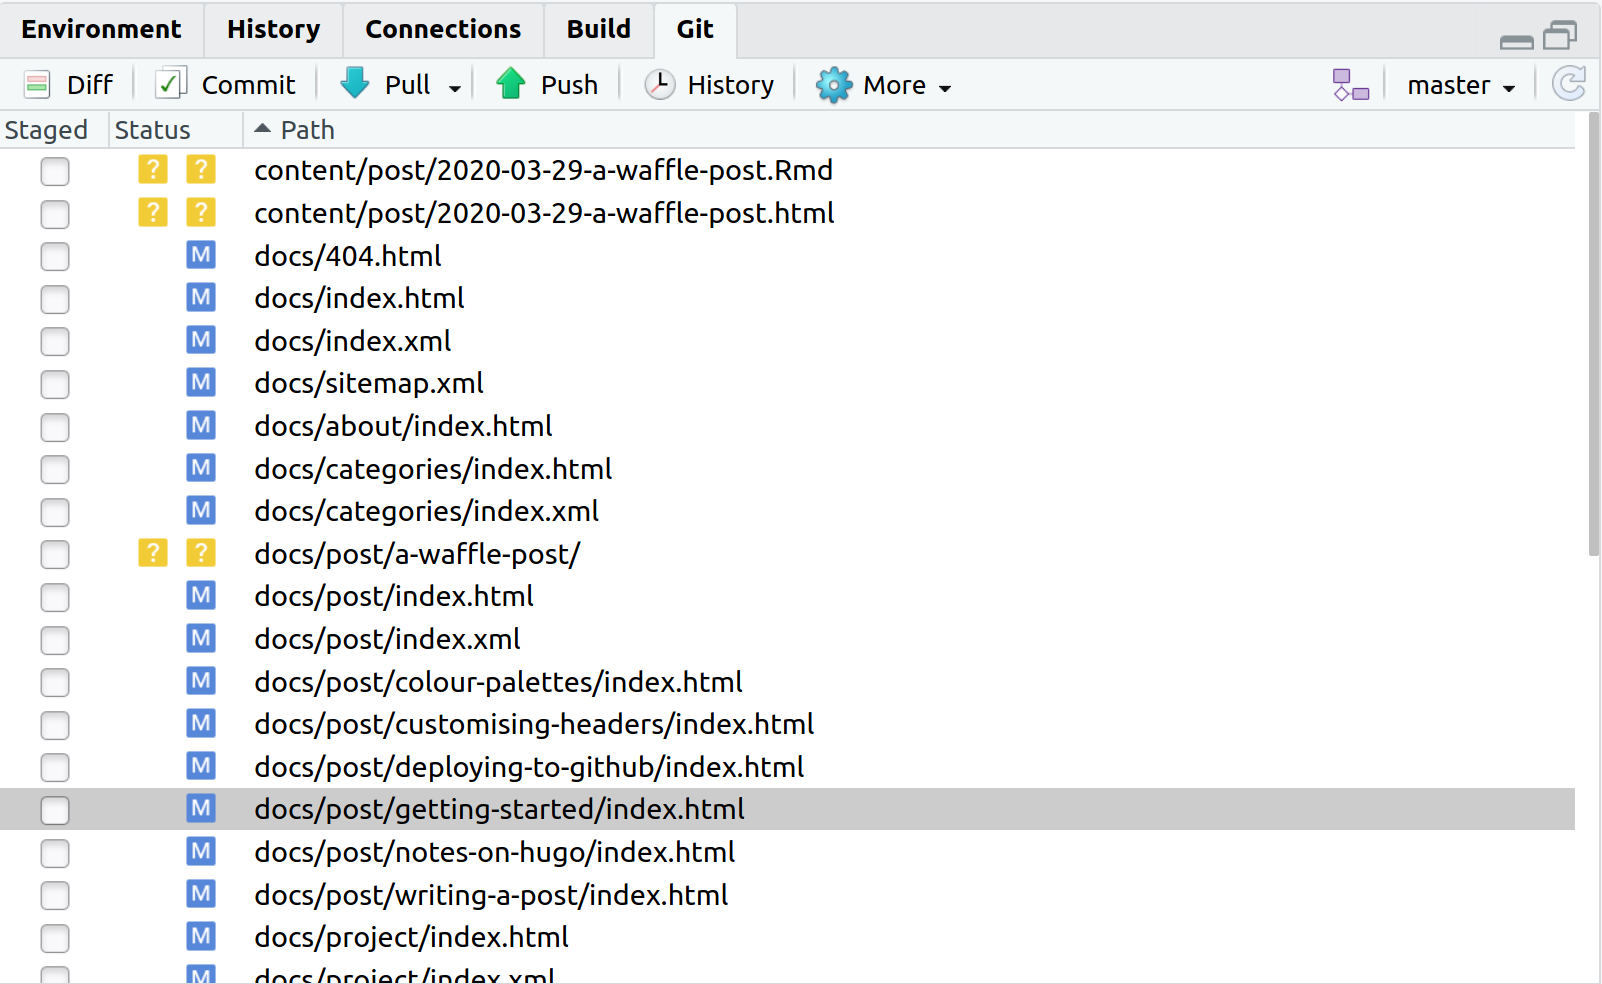 Environment History Connections Build Git
Diff Commit Pull Push History More master
Staged Status Path
? ? content/post/2020-03-29-a-waffle-post.Rmd
? ? content/post/2020-03-29-a-waffle-post.html
M docs/404.html
M docs/index.html
M docs/index.xml
M docs/sitemap.xml
M docs/about/index.html
M docs/categories/index.html
M docs/categories/index.xml
? ? docs/post/a-waffle-post/
M docs/post/index.html
M docs/post/index.xml
M docs/post/colour-palettes/index.html
M docs/post/customising-headers/index.html
M docs/post/deploying-to-github/index.html
M docs/post/getting-started/index.html
M docs/post/notes-on-hugo/index.html
M docs/post/writing-a-post/index.html
M docs/project/index.html
M docs/project/index.xml